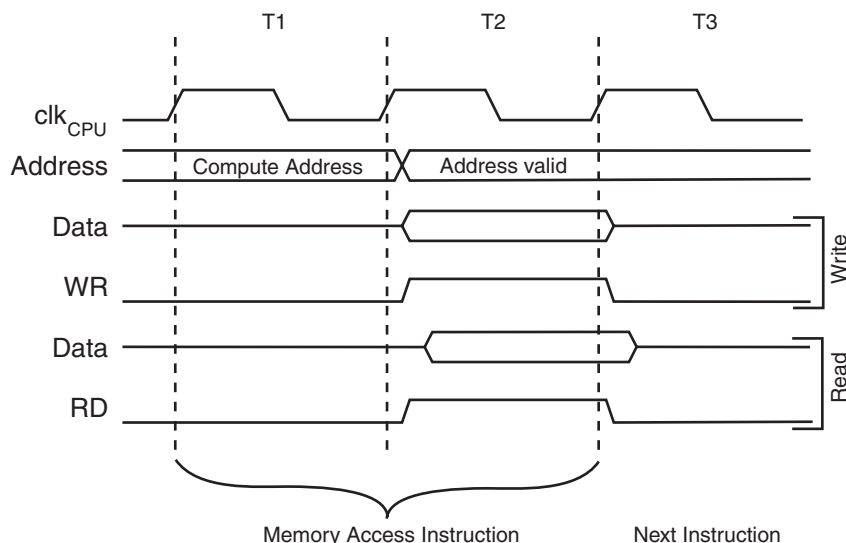 T1 T2 T3
clkCPU
Address Compute Address Address valid
Data
WR
Write
Data
RD
Read
Memory Access Instruction Next Instruction